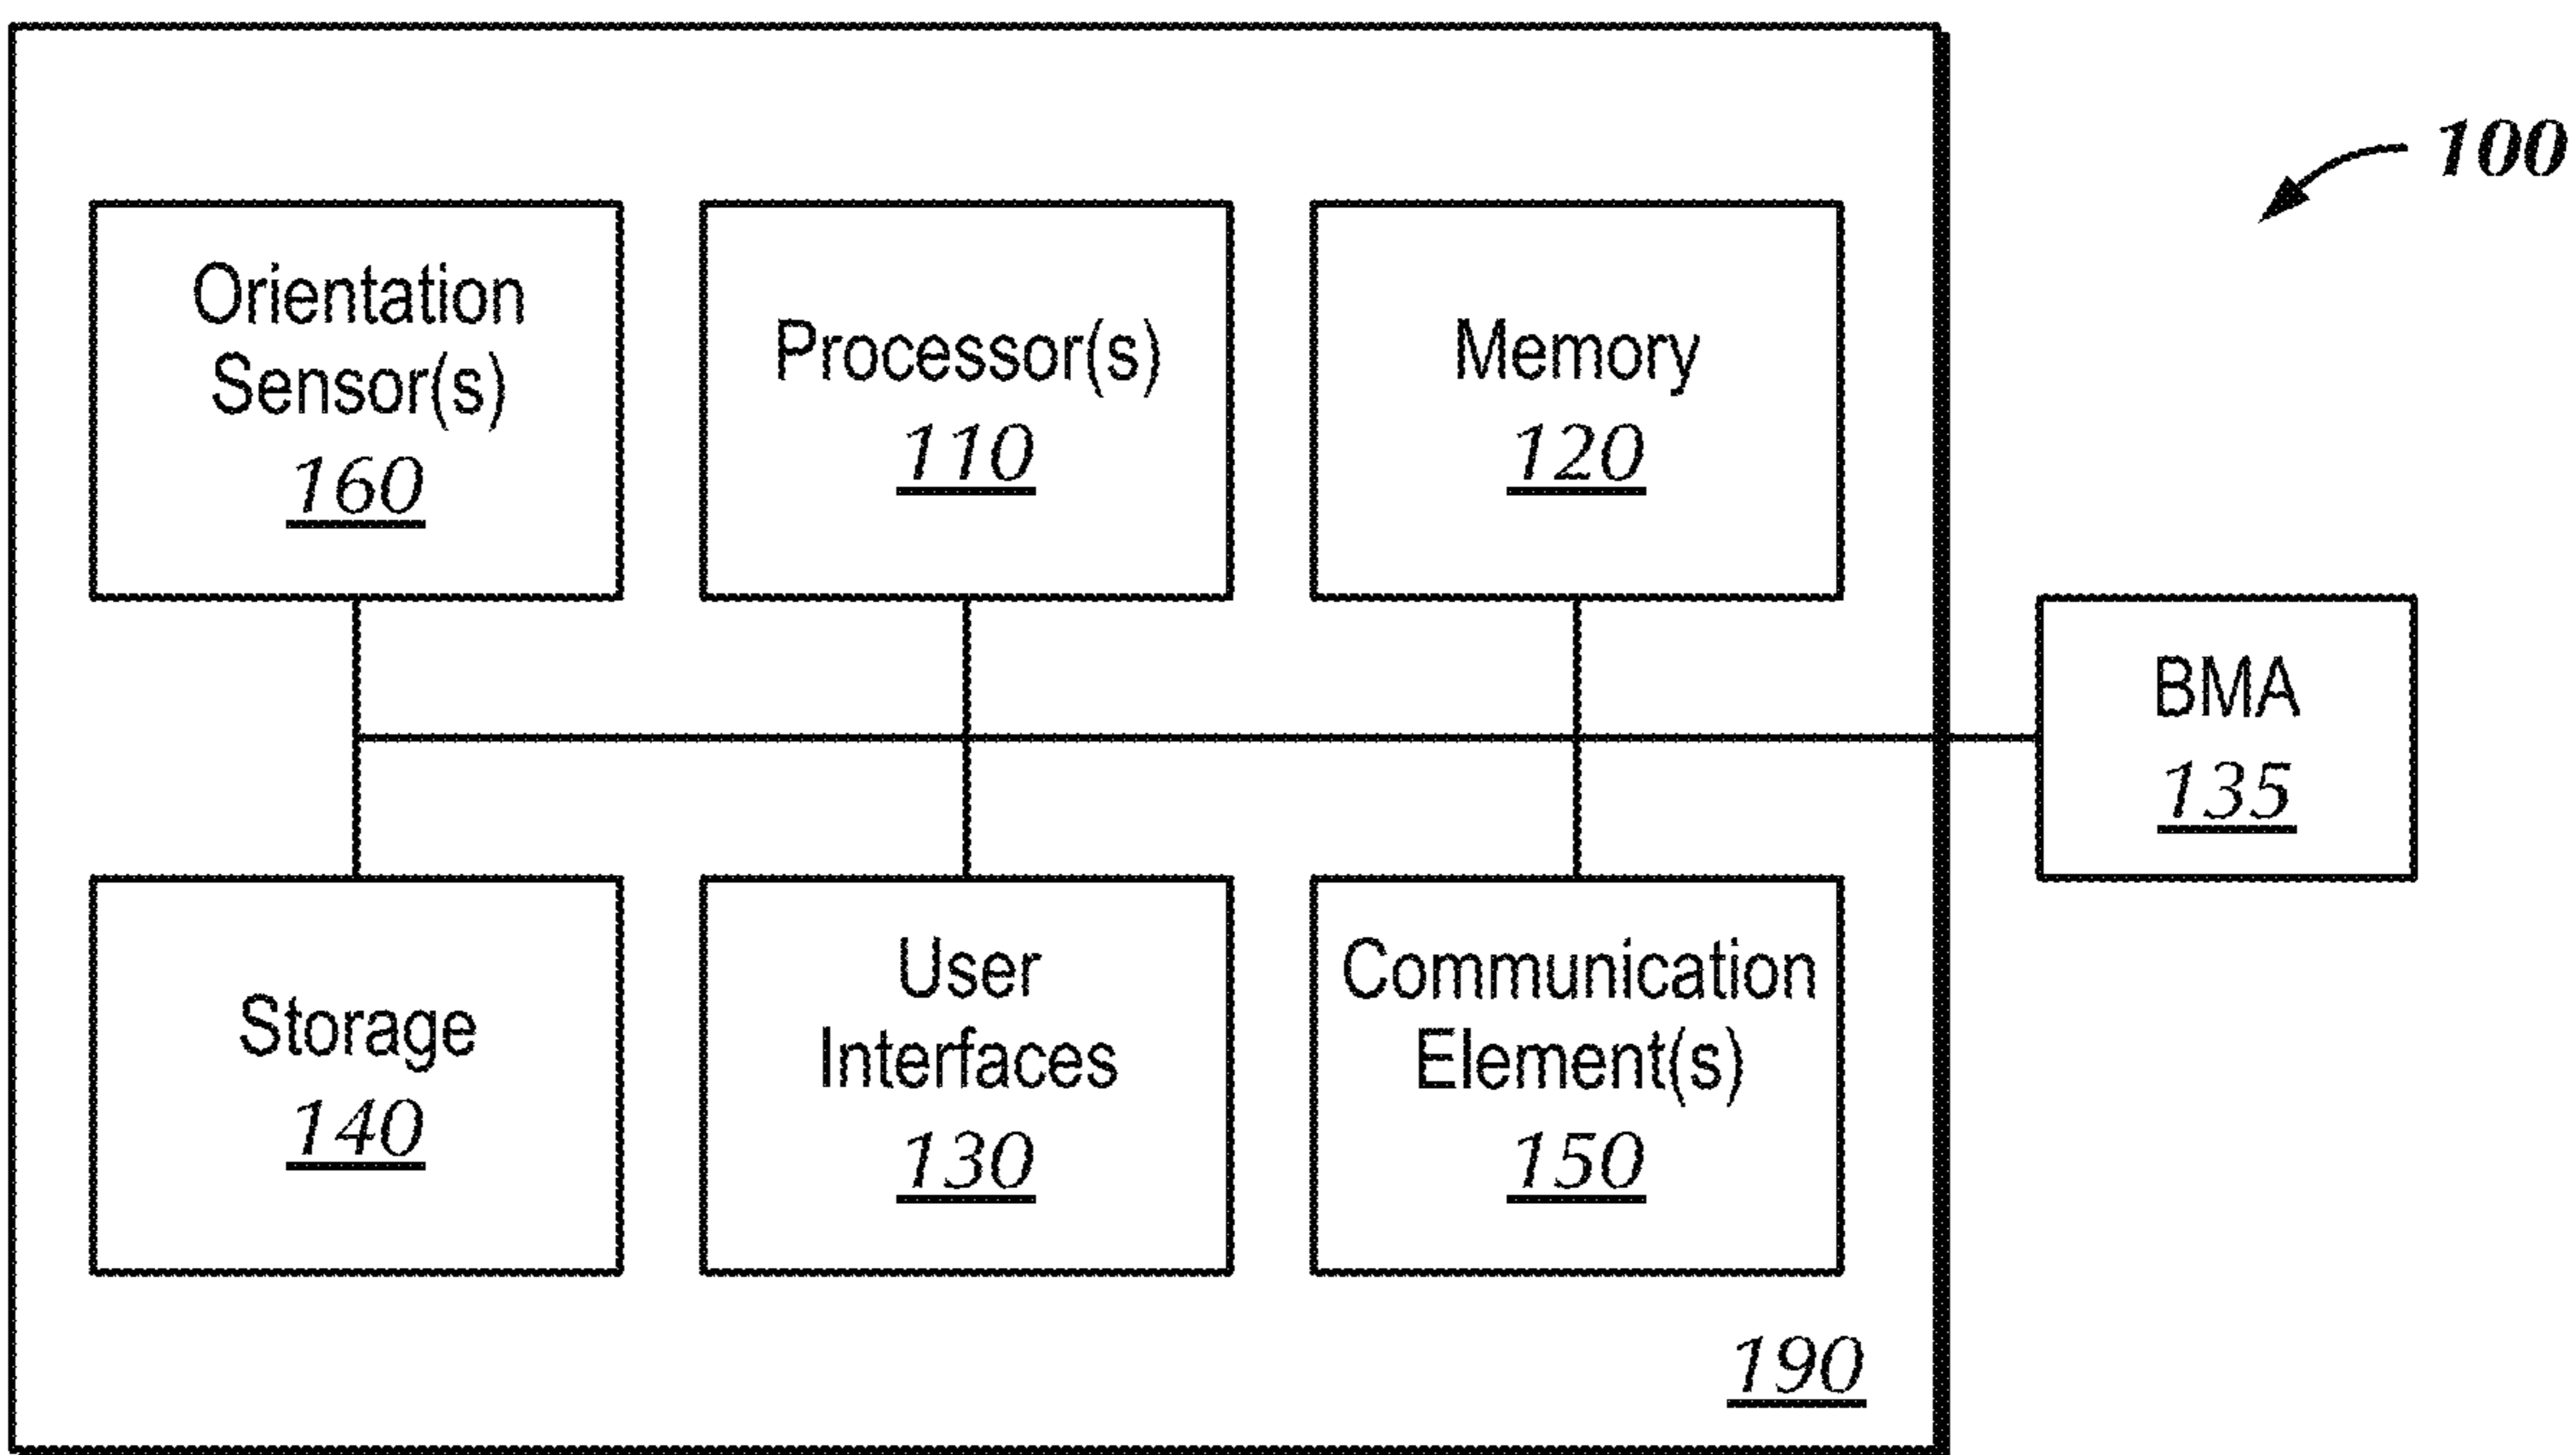 100
Orientation
Sensor(s)
160
Processor(s)
110
Memory
120
BMA
135
Storage
140
User
Interfaces
130
Communication
Element(s)
150
190